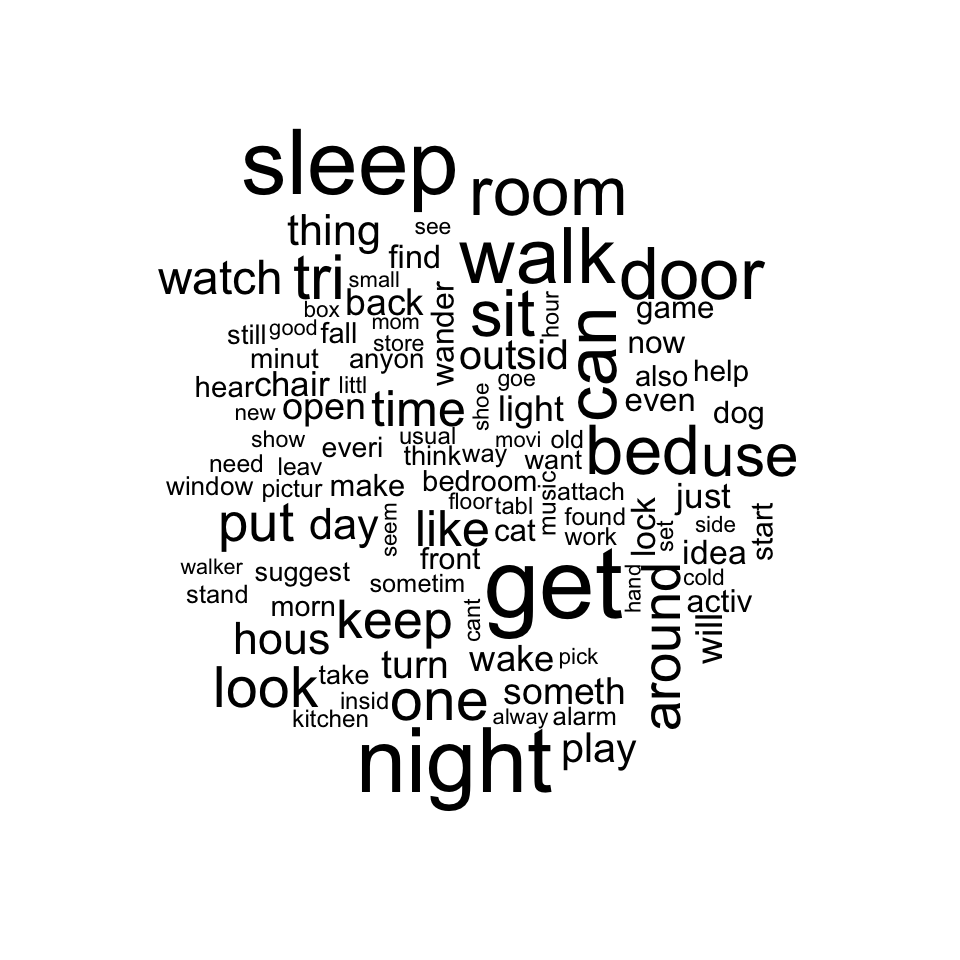 sleep
room
thing
see
walk
find
door
watch
tri
small
back
box
wander
sit
hour
can
game
mom
still
good
fall
store
now
minut
anyon
outsid
hear
chair
littl
goe
also
help
new
open
time
shoe
light
even
dog
show
everi
usual
movi
old
bed
use
think
way
want
need
leav
window
pictur
make
bedroom
music
attach
just
floor
tabl
put
day
seem
like
cat
found
work
lock
set
side
start
front
idea
walker
suggest
sometim
get
hand
cold
stand
activ
morn
keep
cant
around
will
hous
turn
wake
pick
look
take
insid
one
someth
kitchen
alway
alarm
night
play